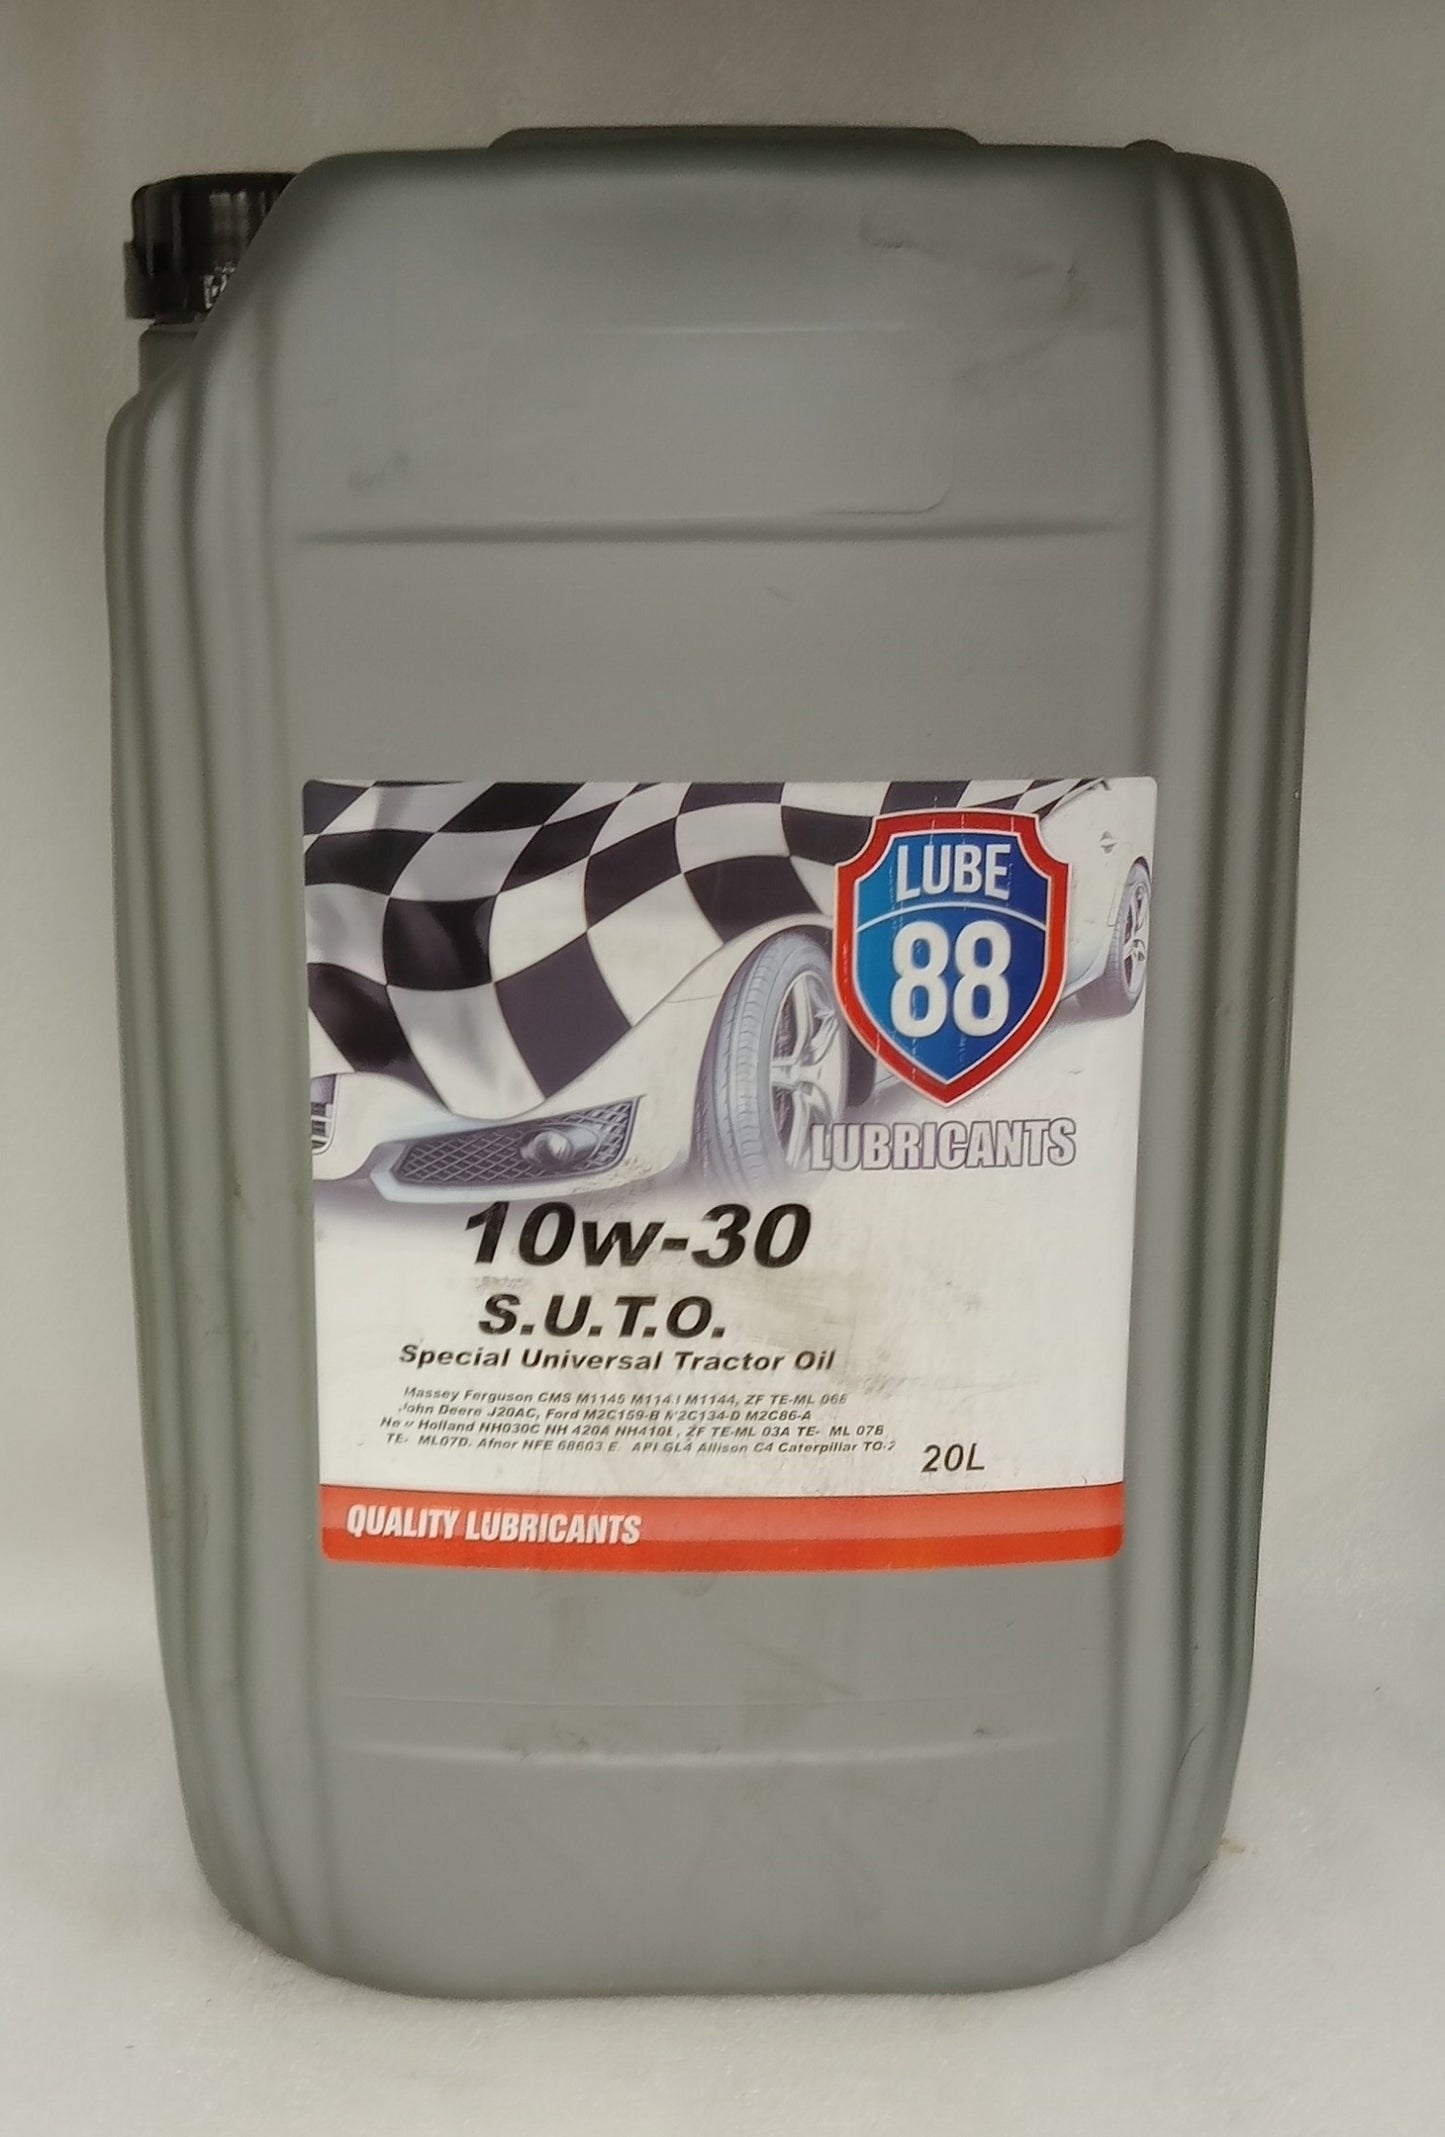 LUBE
88
LUBRICANTS
10w-30
S.U.T.O.
Special Universal Tractor Oil
Massey Ferguson CMS M1145 M1144, ZF TE-ML 06B
John Deere J20AC, Ford M2C159-B M2C134-D M2C86-A
New Holland NH030C NH 420A ZF TE-ML 03A TE- ML 07B
TE- ML07D. Afnor NFE 68603 E. API GL4 Allison C4 Caterpillar TO-2
20L
QUALITY LUBRICANTS